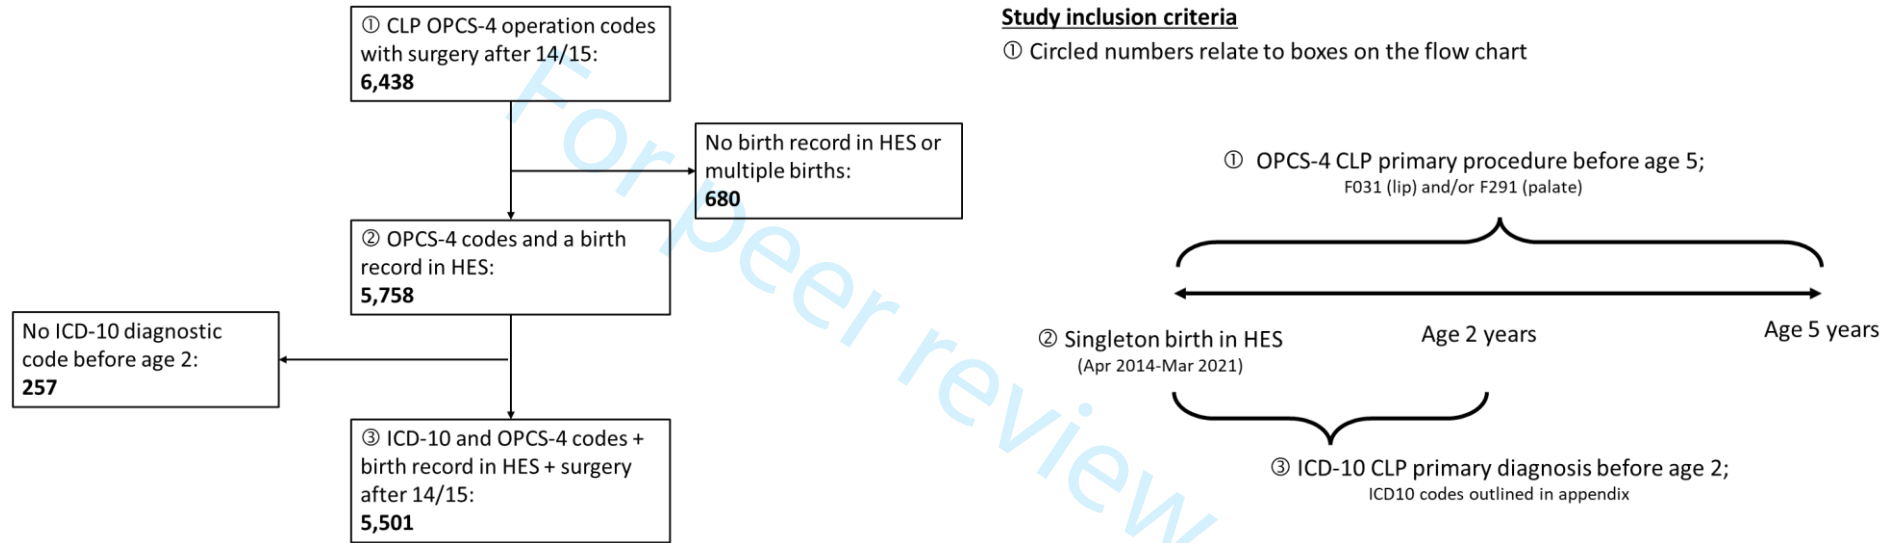 ① CLP OPCS-4 operation codes
with surgery after 14/15:
6,438
No birth record in HES or
multiple births:
680
② OPCS-4 codes and a birth
record in HES:
5,758
No ICD-10 diagnostic
code before age 2:
257
③ ICD-10 and OPCS-4 codes +
birth record in HES + surgery
after 14/15:
5,501
Study inclusion criteria
① Circled numbers relate to boxes on the flow chart
① OPCS-4 CLP primary procedure before age 5;
F031 (lip) and/or F291 (palate)
② Singleton birth in HES
(Apr 2014-Mar 2021)
Age 2 years
Age 5 years
③ ICD-10 CLP primary diagnosis before age 2;
ICD10 codes outlined in appendix
For peer review